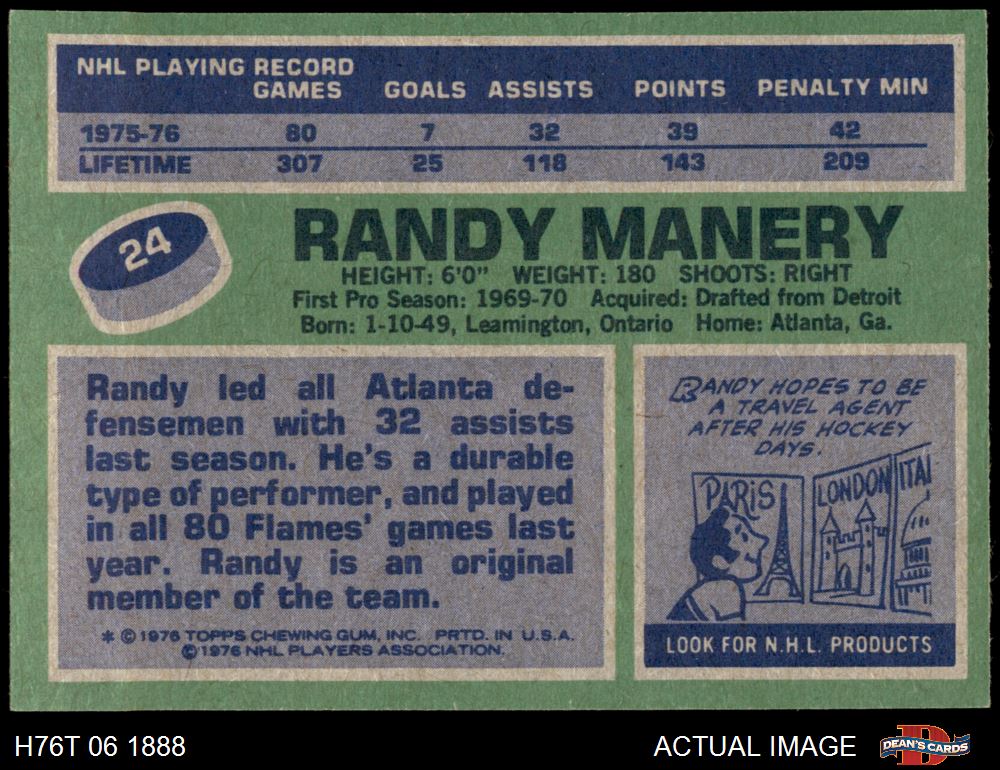 NHL PLAYING RECORD
GAMES GOALS ASSISTS POINTS PENALTY MIN
1975-76 80 7 32 39 42
LIFETIME 307 25 118 143 209
24
RANDY MANERY
HEIGHT: 6'0" WEIGHT: 180 SHOOTS: RIGHT
First Pro Season: 1969-70 Acquired: Drafted from Detroit
Born: 1-10-49, Leamington, Ontario Home: Atlanta, Ga.
Randy led all Atlanta de-
fensemen with 32 assists
last season. He's a durable
type of performer, and played
in all 80 Flames' games last
year. Randy is an original
member of the team.
* © 1976 TOPPS CHEWING GUM, INC. PRTD. IN U.S.A.
© 1976 NHL PLAYERS ASSOCIATION.
RANDY HOPES TO BE
A TRAVEL AGENT
AFTER HIS HOCKEY
DAYS.
PARIS LONDON ITAL
LOOK FOR N.H.L. PRODUCTS
H76T 06 1888 ACTUAL IMAGE D DEAN'S CARDS